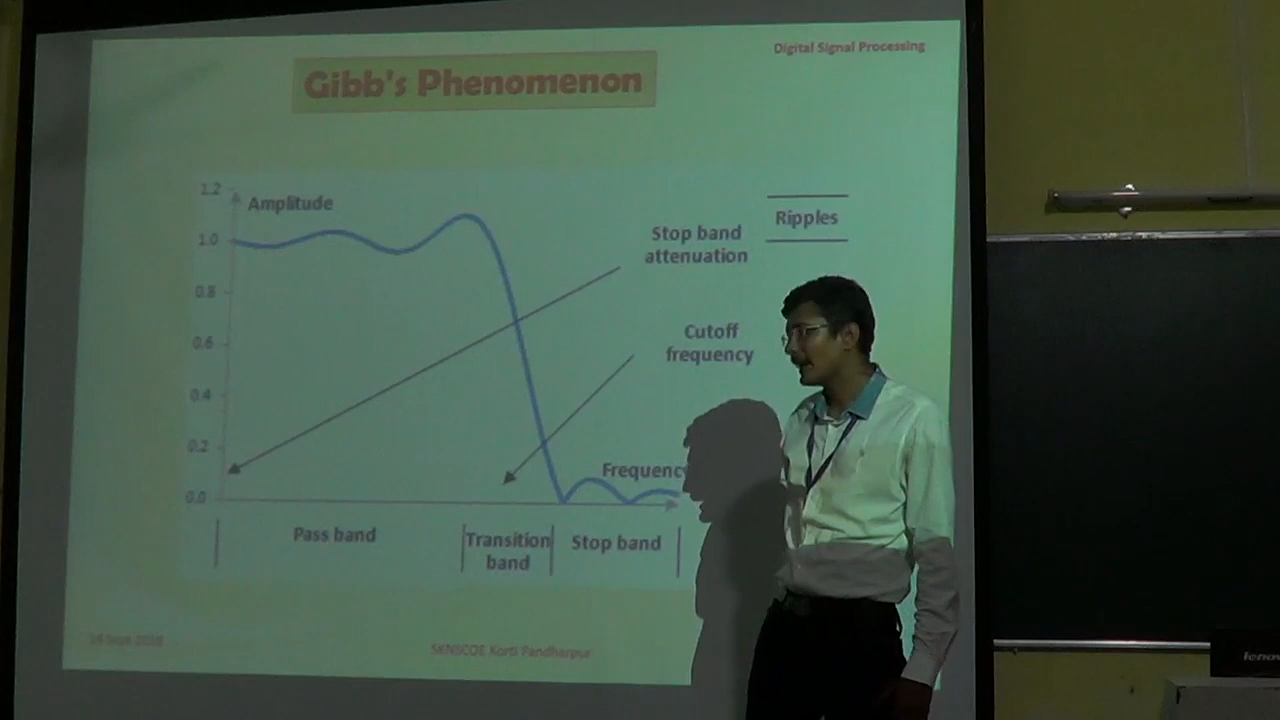 Digital Signal Processing
Gibb's Phenomenon
1.2
Amplitude
1.0
0.8
0.6
0.4
0.2
0.0
Stop band
attenuation
Ripples
Cutoff
frequency
Frequency
Pass band
Transition
band
Stop band
SKNSCOE Korti Pandharpur